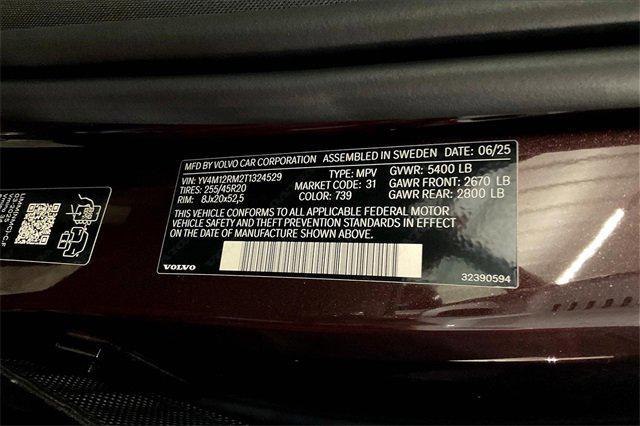 MFD BY VOLVO CAR CORPORATION ASSEMBLED IN SWEDEN DATE: 06/25
VIN: YV4M12RM2T1324529 TYPE: MPV GVWR: 5400 LB
TIRES: 255/45R20 MARKET CODE: 31 GAWR FRONT: 2670 LB
RIM: 8Jx20x52,5 COLOR: 739 GAWR REAR: 2800 LB
THIS VEHICLE CONFORMS TO ALL APPLICABLE FEDERAL MOTOR
VEHICLE SAFETY AND THEFT PREVENTION STANDARDS IN EFFECT
ON THE DATE OF MANUFACTURE SHOWN ABOVE.
VOLVO 32390594